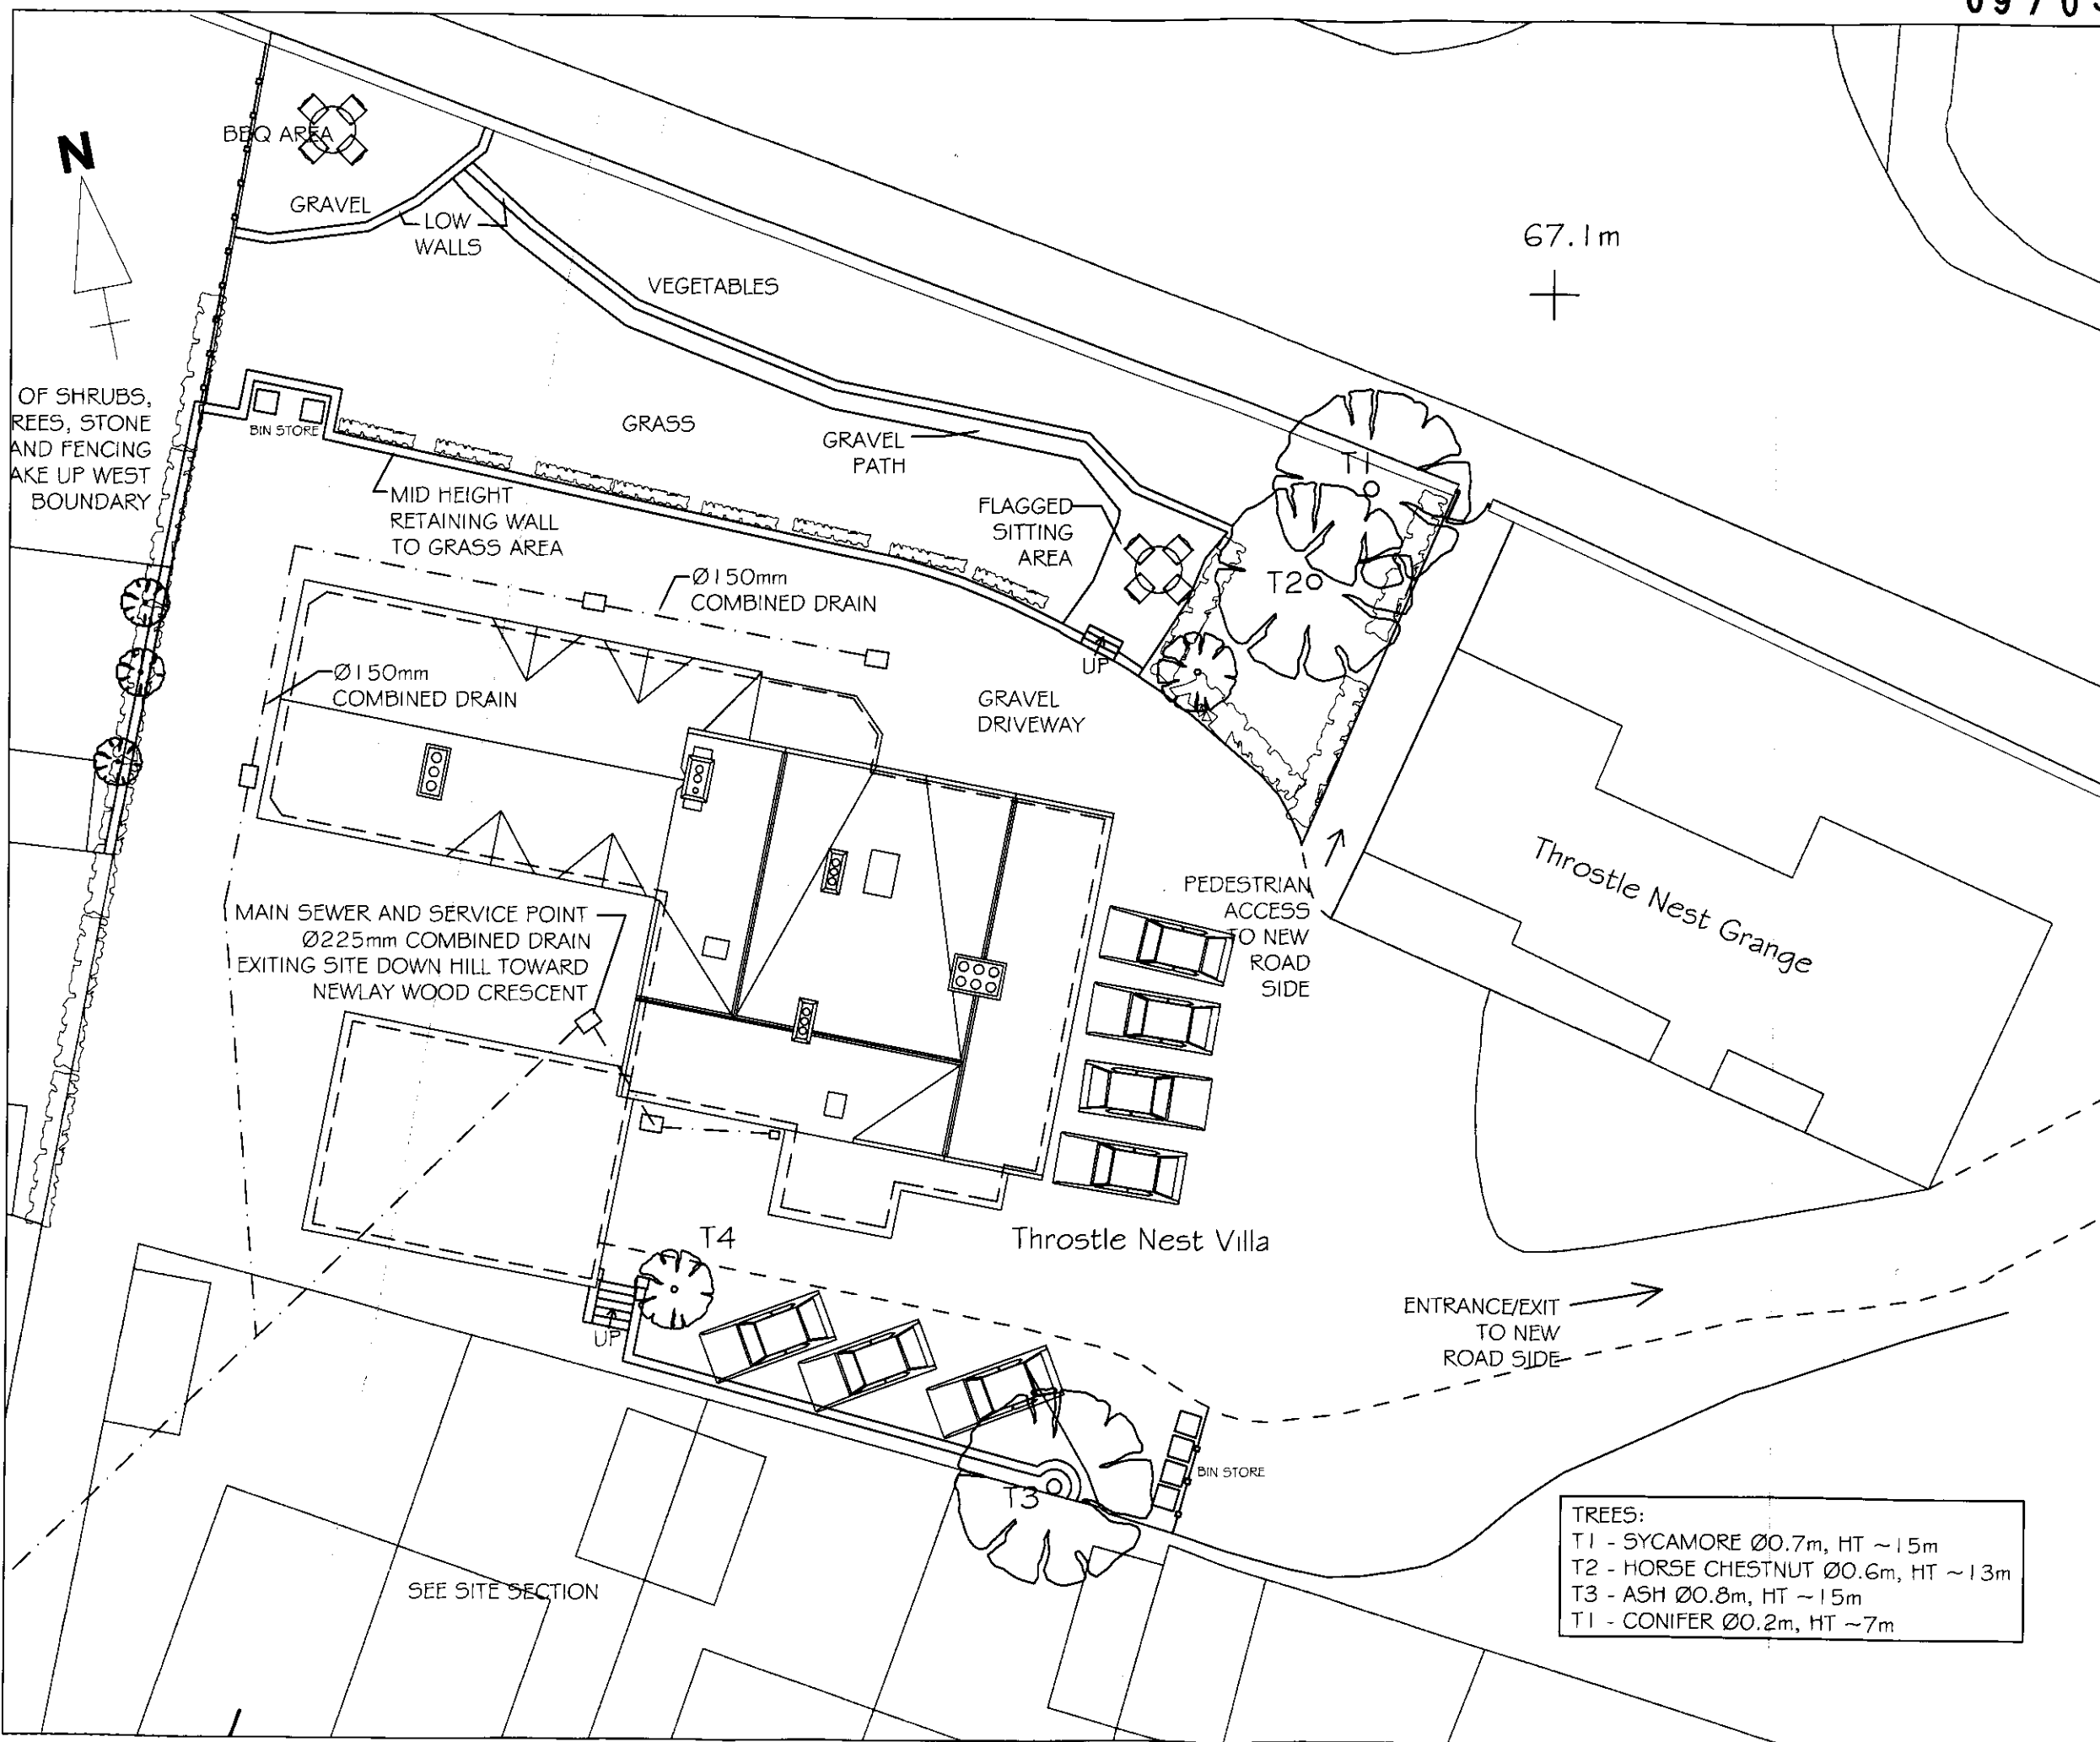 N
BBQ AREA
GRAVEL
LOW
WALLS
VEGETABLES
67.1m
OF SHRUBS,
REES, STONE
AND FENCING
AKE UP WEST
BOUNDARY
BIN STORE
GRASS
GRAVEL
PATH
MID HEIGHT
RETAINING WALL
TO GRASS AREA
FLAGGED
SITTING
AREA
T1
T2
Ø150mm
COMBINED DRAIN
UP
Ø150mm
COMBINED DRAIN
GRAVEL
DRIVEWAY
Throstle Nest Grange
PEDESTRIAN
ACCESS
TO NEW
ROAD
SIDE
MAIN SEWER AND SERVICE POINT
Ø225mm COMBINED DRAIN
EXITING SITE DOWN HILL TOWARD
NEWLAY WOOD CRESCENT
T4
Throstle Nest Villa
UP
ENTRANCE/EXIT
TO NEW
ROAD SIDE
BIN STORE
T3
SEE SITE SECTION
TREES:
T1 - SYCAMORE Ø0.7m, HT ~15m
T2 - HORSE CHESTNUT Ø0.6m, HT ~13m
T3 - ASH Ø0.8m, HT ~15m
T1 - CONIFER Ø0.2m, HT ~7m